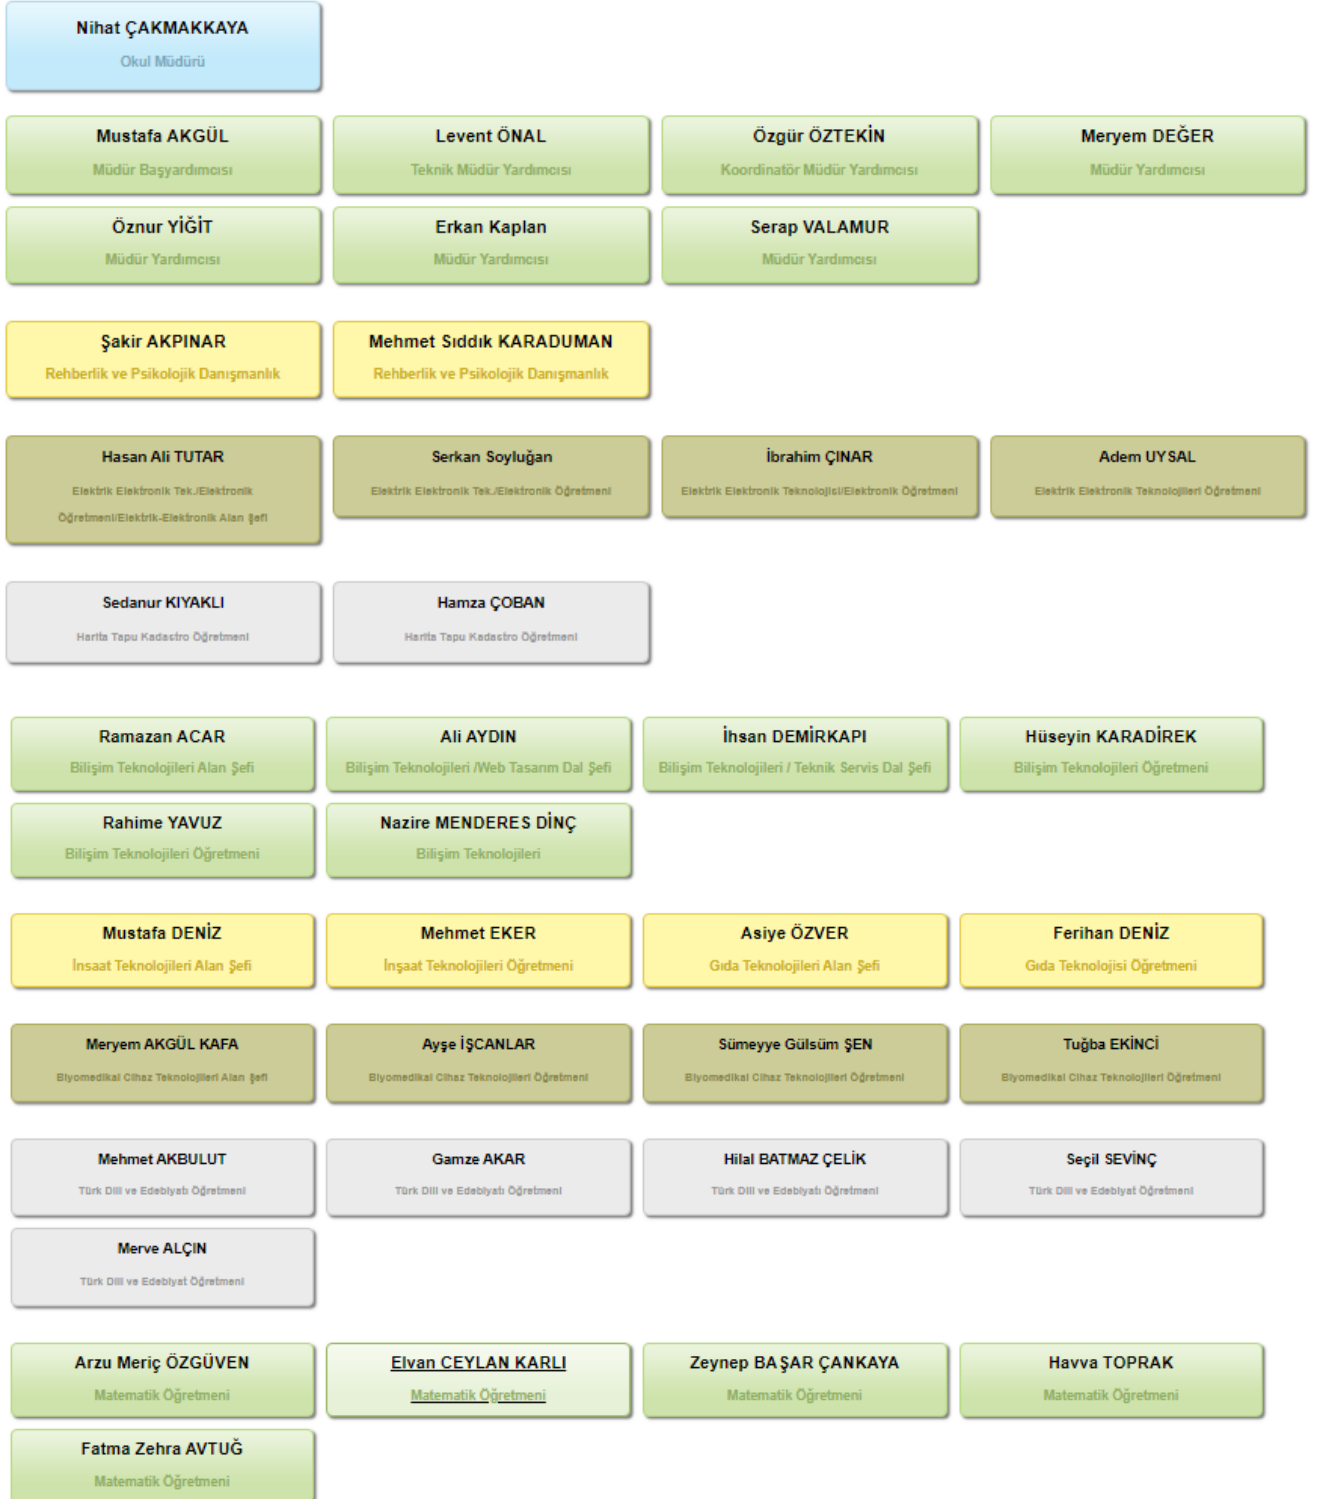 Nihat ÇAKMAKKAYA
Okul Müdürü
Mustafa AKGÜL
Müdür Başyardımcısı
Levent ÖNAL
Teknik Müdür Yardımcısı
Özgür ÖZTEKİN
Koordinatör Müdür Yardımcısı
Meryem DEĞER
Müdür Yardımcısı
Öznur YİĞİT
Müdür Yardımcısı
Erkan Kaplan
Müdür Yardımcısı
Serap VALAMUR
Müdür Yardımcısı
Şakir AKPINAR
Rehberlik ve Psikolojik Danışmanlık
Mehmet Sıddık KARADUMAN
Rehberlik ve Psikolojik Danışmanlık
Hasan Ali TUTAR
Elektrik Elektronik Tek./Elektronik
Öğretmeni/Elektrik-Elektronik Alan Şefi
Serkan Soyluğan
Elektrik Elektronik Tek./Elektronik Öğretmeni
İbrahim ÇINAR
Elektrik Elektronik Teknolojisi/Elektronik Öğretmeni
Adem UYSAL
Elektrik Elektronik Teknolojileri Öğretmeni
Sedanur KIYAKLI
Harita Tapu Kadastro Öğretmeni
Hamza ÇOBAN
Harita Tapu Kadastro Öğretmeni
Ramazan ACAR
Bilişim Teknolojileri Alan Şefi
Ali AYDIN
Bilişim Teknolojileri /Web Tasarım Dal Şefi
İhsan DEMİRKAPI
Bilişim Teknolojileri / Teknik Servis Dal Şefi
Hüseyin KARADİREK
Bilişim Teknolojileri Öğretmeni
Rahime YAVUZ
Bilişim Teknolojileri Öğretmeni
Nazire MENDERES DİNÇ
Bilişim Teknolojileri
Mustafa DENİZ
İnsaat Teknolojileri Alan Şefi
Mehmet EKER
İnşaat Teknolojileri Öğretmeni
Asiye ÖZVER
Gıda Teknolojileri Alan Şefi
Ferihan DENİZ
Gıda Teknolojisi Öğretmeni
Meryem AKGÜL KAFA
Biyomedikal Cihaz Teknolojileri Alan Şefi
Ayşe İŞCANLAR
Biyomedikal Cihaz Teknolojileri Öğretmeni
Sümeyye Gülsüm ŞEN
Biyomedikal Cihaz Teknolojileri Öğretmeni
Tuğba EKİNCİ
Biyomedikal Cihaz Teknolojileri Öğretmeni
Mehmet AKBULUT
Türk Dili ve Edebiyatı Öğretmeni
Gamze AKAR
Türk Dili ve Edebiyatı Öğretmeni
Hilal BATMAZ ÇELİK
Türk Dili ve Edebiyatı Öğretmeni
Seçil SEVİNÇ
Türk Dili ve Edebiyat Öğretmeni
Merve ALÇIN
Türk Dili ve Edebiyat Öğretmeni
Arzu Meriç ÖZGÜVEN
Matematik Öğretmeni
Elvan CEYLAN KARLI
Matematik Öğretmeni
Zeynep BAŞAR ÇANKAYA
Matematik Öğretmeni
Havva TOPRAK
Matematik Öğretmeni
Fatma Zehra AVTUĞ
Matematik Öğretmeni